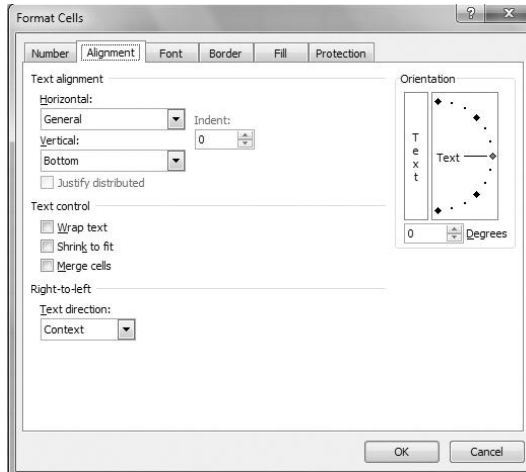 Format Cells
Number Alignment Font Border Fill Protection
Text alignment
Horizontal:
General
Indent:
0
Vertical:
Bottom
Justify distributed
Text control
Wrap text
Shrink to fit
Merge cells
Right-to-left
Text direction:
Context
Orientation
Text
Text
0 Degrees
OK Cancel